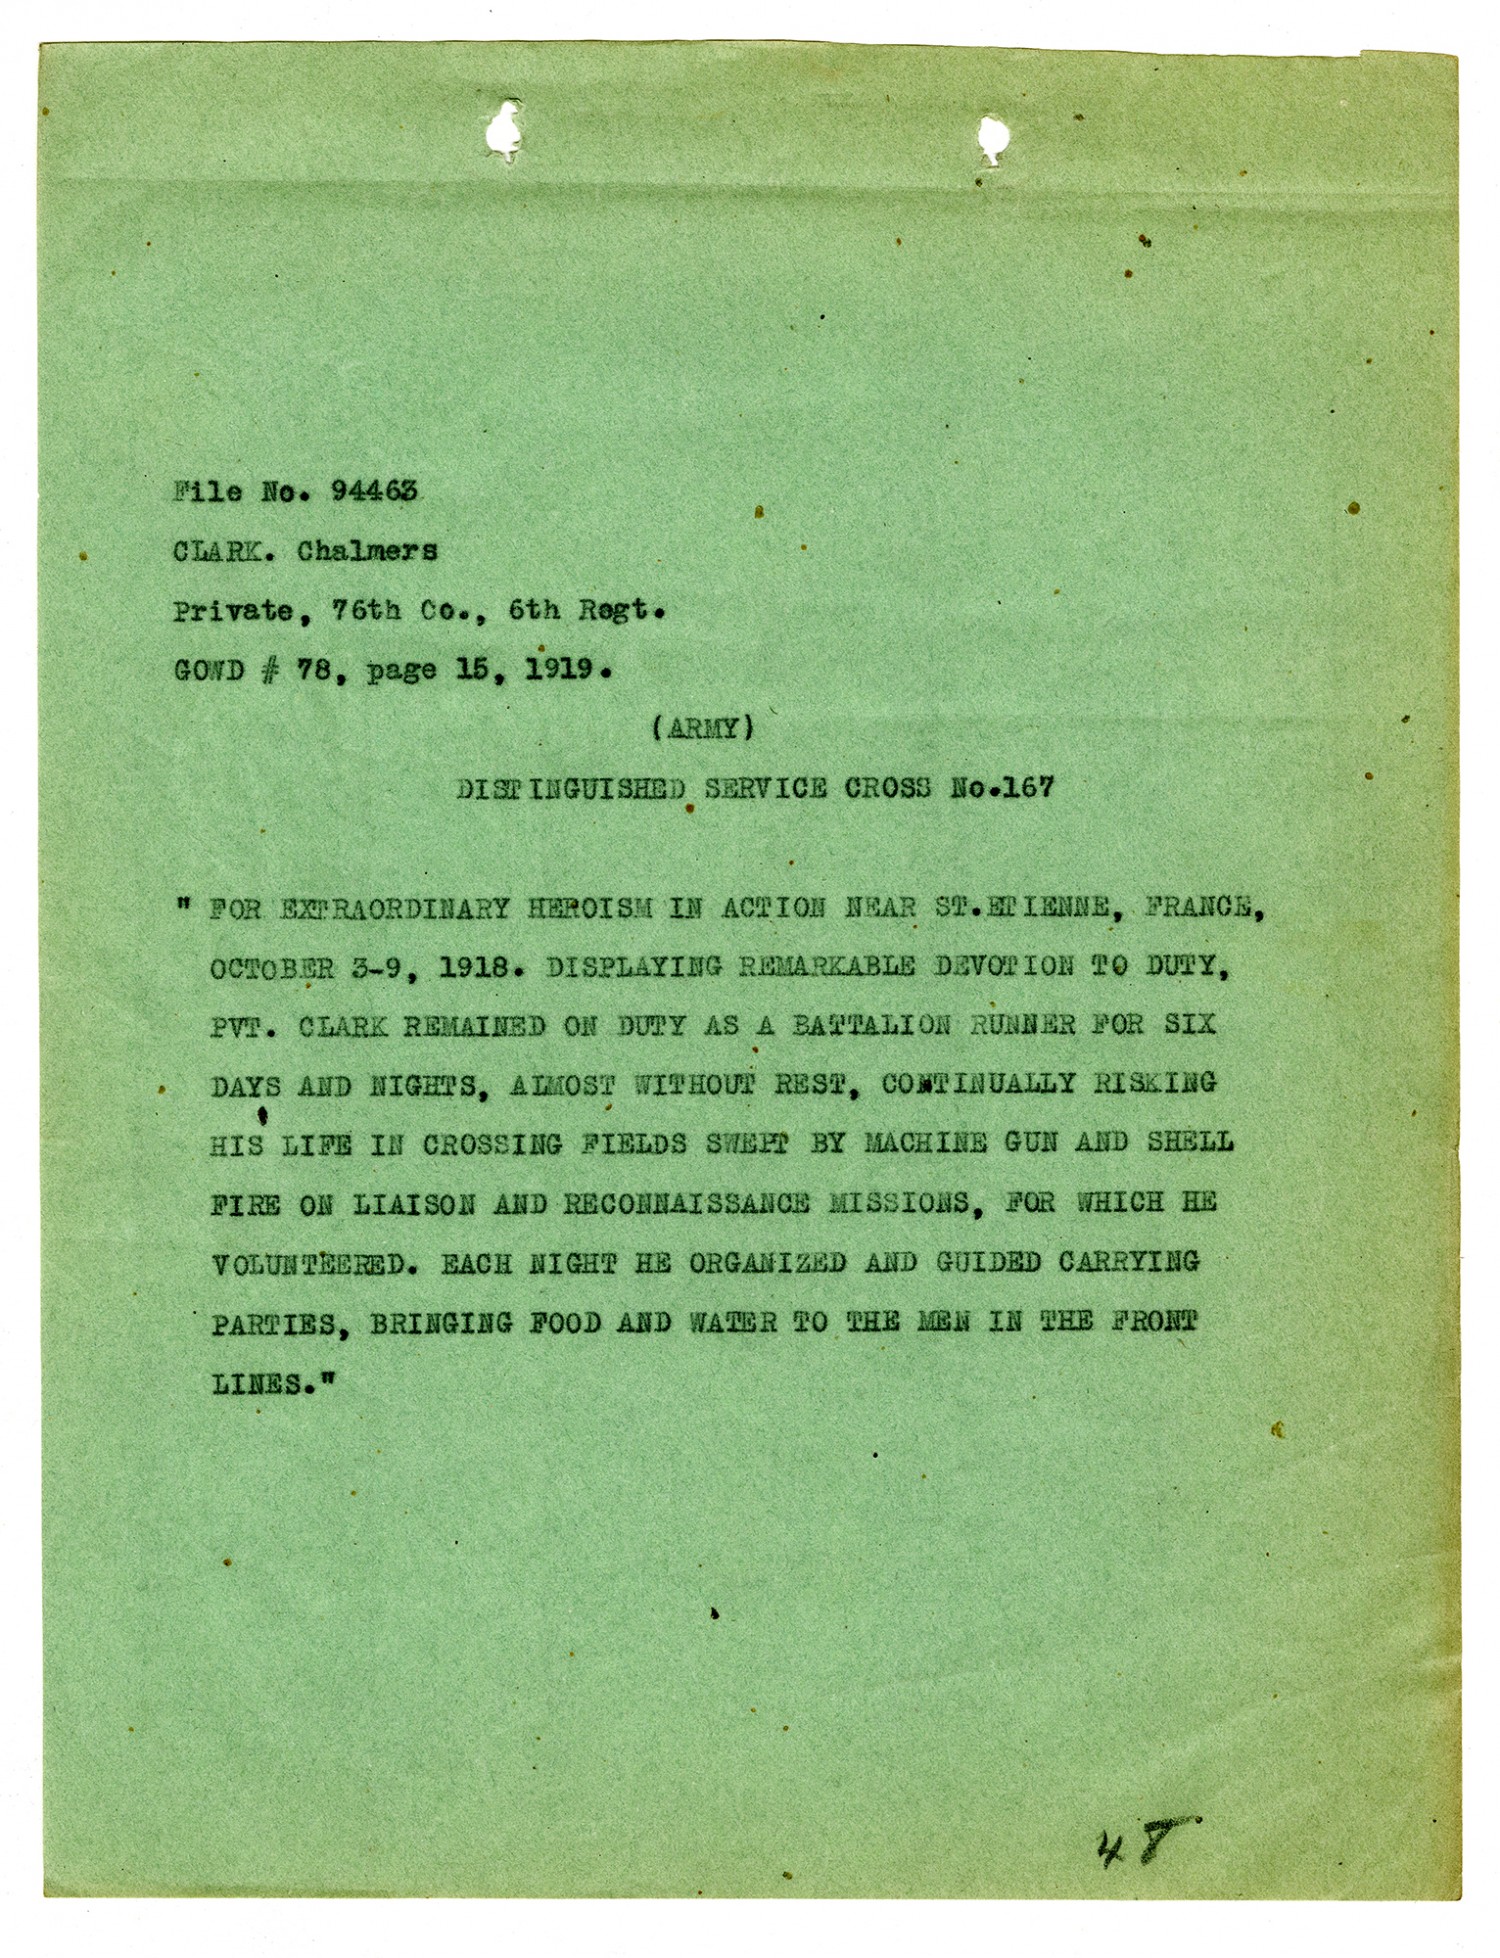 File No. 94463
CLARK. Chalmers
Private, 76th Co., 6th Regt.
GOWD # 78, page 15, 1919.
(ARMY)
DISTINGUISHED SERVICE CROSS No.167
" FOR EXTRAORDINARY HEROISM IN ACTION NEAR ST.ETIENNE, FRANCE,
OCTOBER 3-9, 1918. DISPLAYING REMARKABLE DEVOTION TO DUTY,
PVT. CLARK REMAINED ON DUTY AS A BATTALION RUNNER FOR SIX
DAYS AND NIGHTS, ALMOST WITHOUT REST, CONTINUALLY RISKING
HIS LIFE IN CROSSING FIELDS SWEPT BY MACHINE GUN AND SHELL
FIRE ON LIAISON AND RECONNAISSANCE MISSIONS, FOR WHICH HE
VOLUNTEERED. EACH NIGHT HE ORGANIZED AND GUIDED CARRYING
PARTIES, BRINGING FOOD AND WATER TO THE MEN IN THE FRONT
LINES."
48